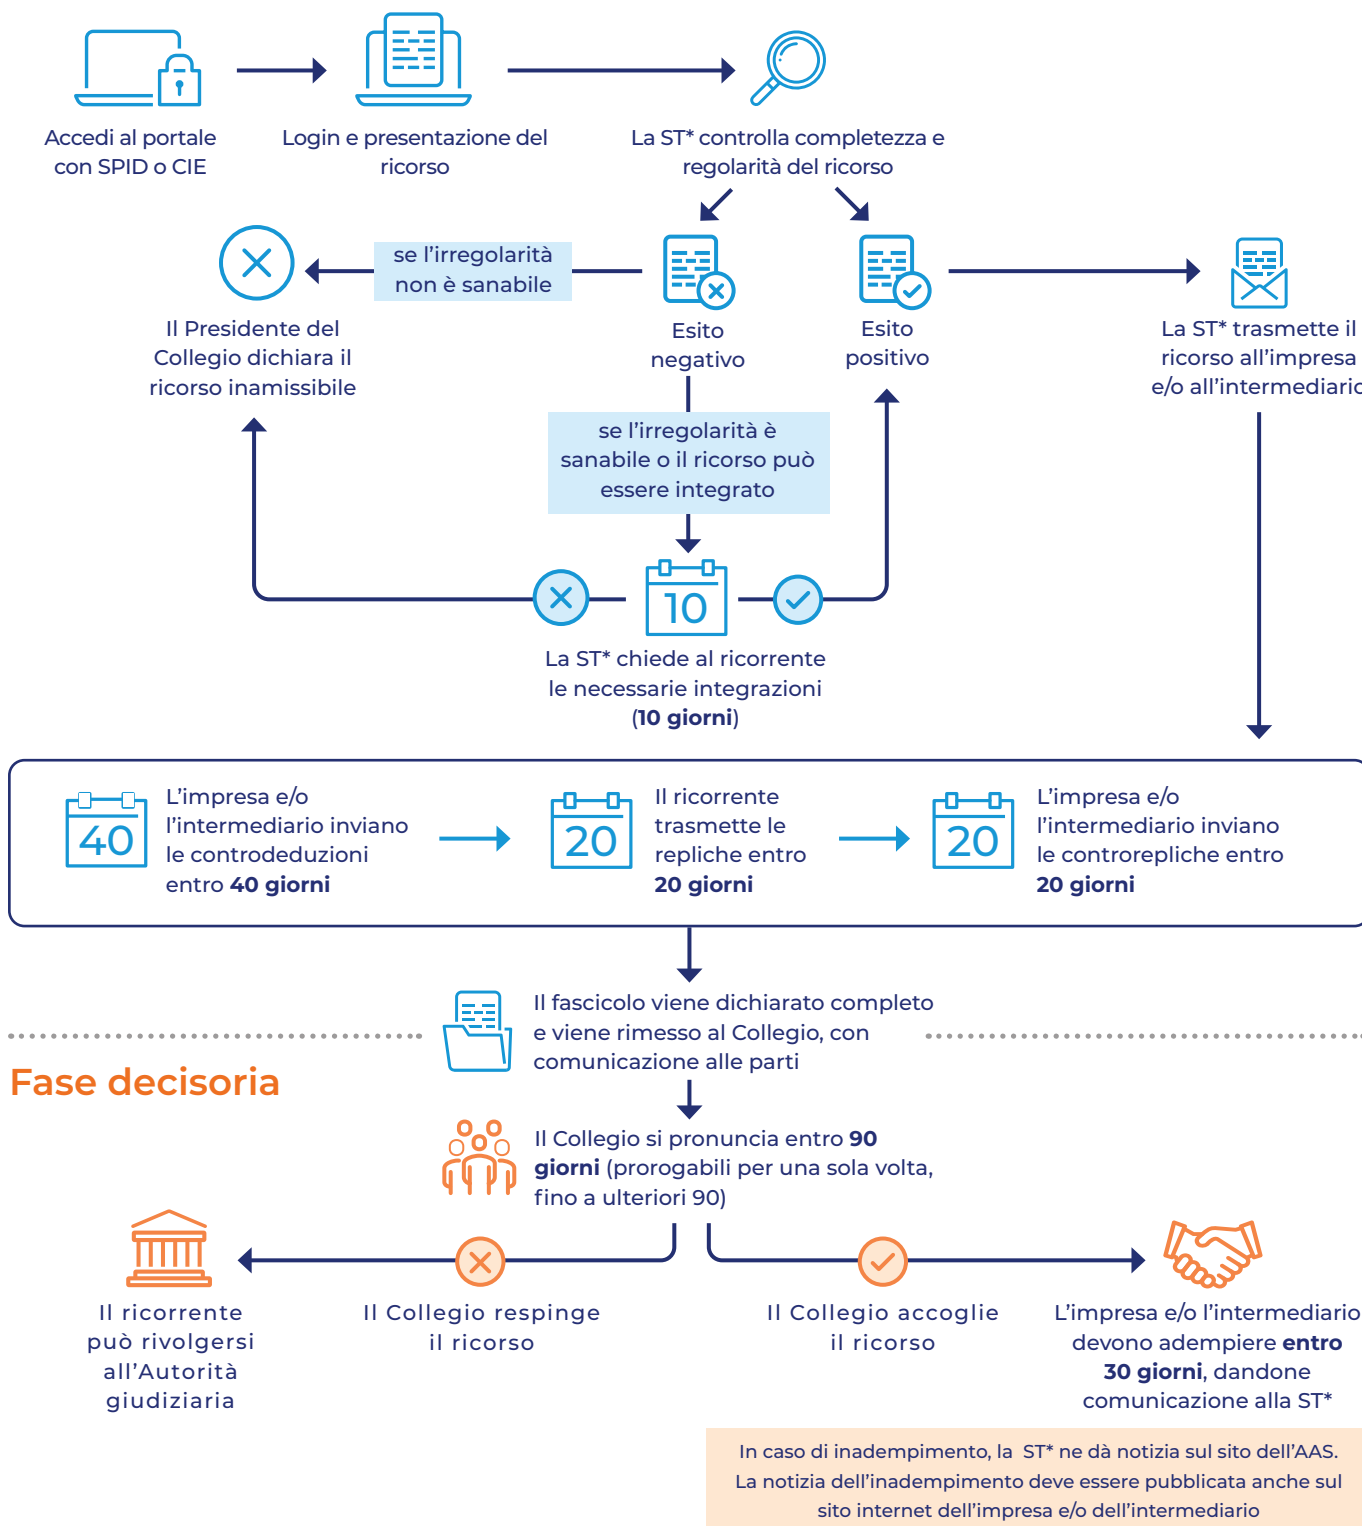 Accedi al portale
con SPID o CIE
Login e presentazione del
ricorso
La ST* controlla completezza e
regolarità del ricorso
se l'irregolarità
non è sanabile
Il Presidente del
Collegio dichiara il
ricorso inamissibile
Esito
negativo
Esito
positivo
La ST* trasmette il
ricorso all'impresa
e/o all'intermediario
se l'irregolarità è
sanabile o il ricorso può
essere integrato
10
La ST* chiede al ricorrente
le necessarie integrazioni
(10 giorni)
40
L'impresa e/o
l'intermediario inviano
le controdeduzioni
entro 40 giorni
20
Il ricorrente
trasmette le
repliche entro
20 giorni
20
L'impresa e/o
l'intermediario inviano
le controrepliche entro
20 giorni
Il fascicolo viene dichiarato completo
e viene rimesso al Collegio, con
comunicazione alle parti
Fase decisoria
Il Collegio si pronuncia entro 90
giorni (prorogabili per una sola volta,
fino a ulteriori 90)
Il ricorrente
può rivolgersi
all'Autorità
giudiziaria
Il Collegio respinge
il ricorso
Il Collegio accoglie
il ricorso
L'impresa e/o l'intermediario
devono adempiere entro
30 giorni, dandone
comunicazione alla ST*
In caso di inadempimento, la ST* ne dà notizia sul sito dell'AAS.
La notizia dell'inadempimento deve essere pubblicata anche sul
sito internet dell'impresa e/o dell'intermediario